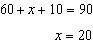 60 + x + 10 = 90
x = 20